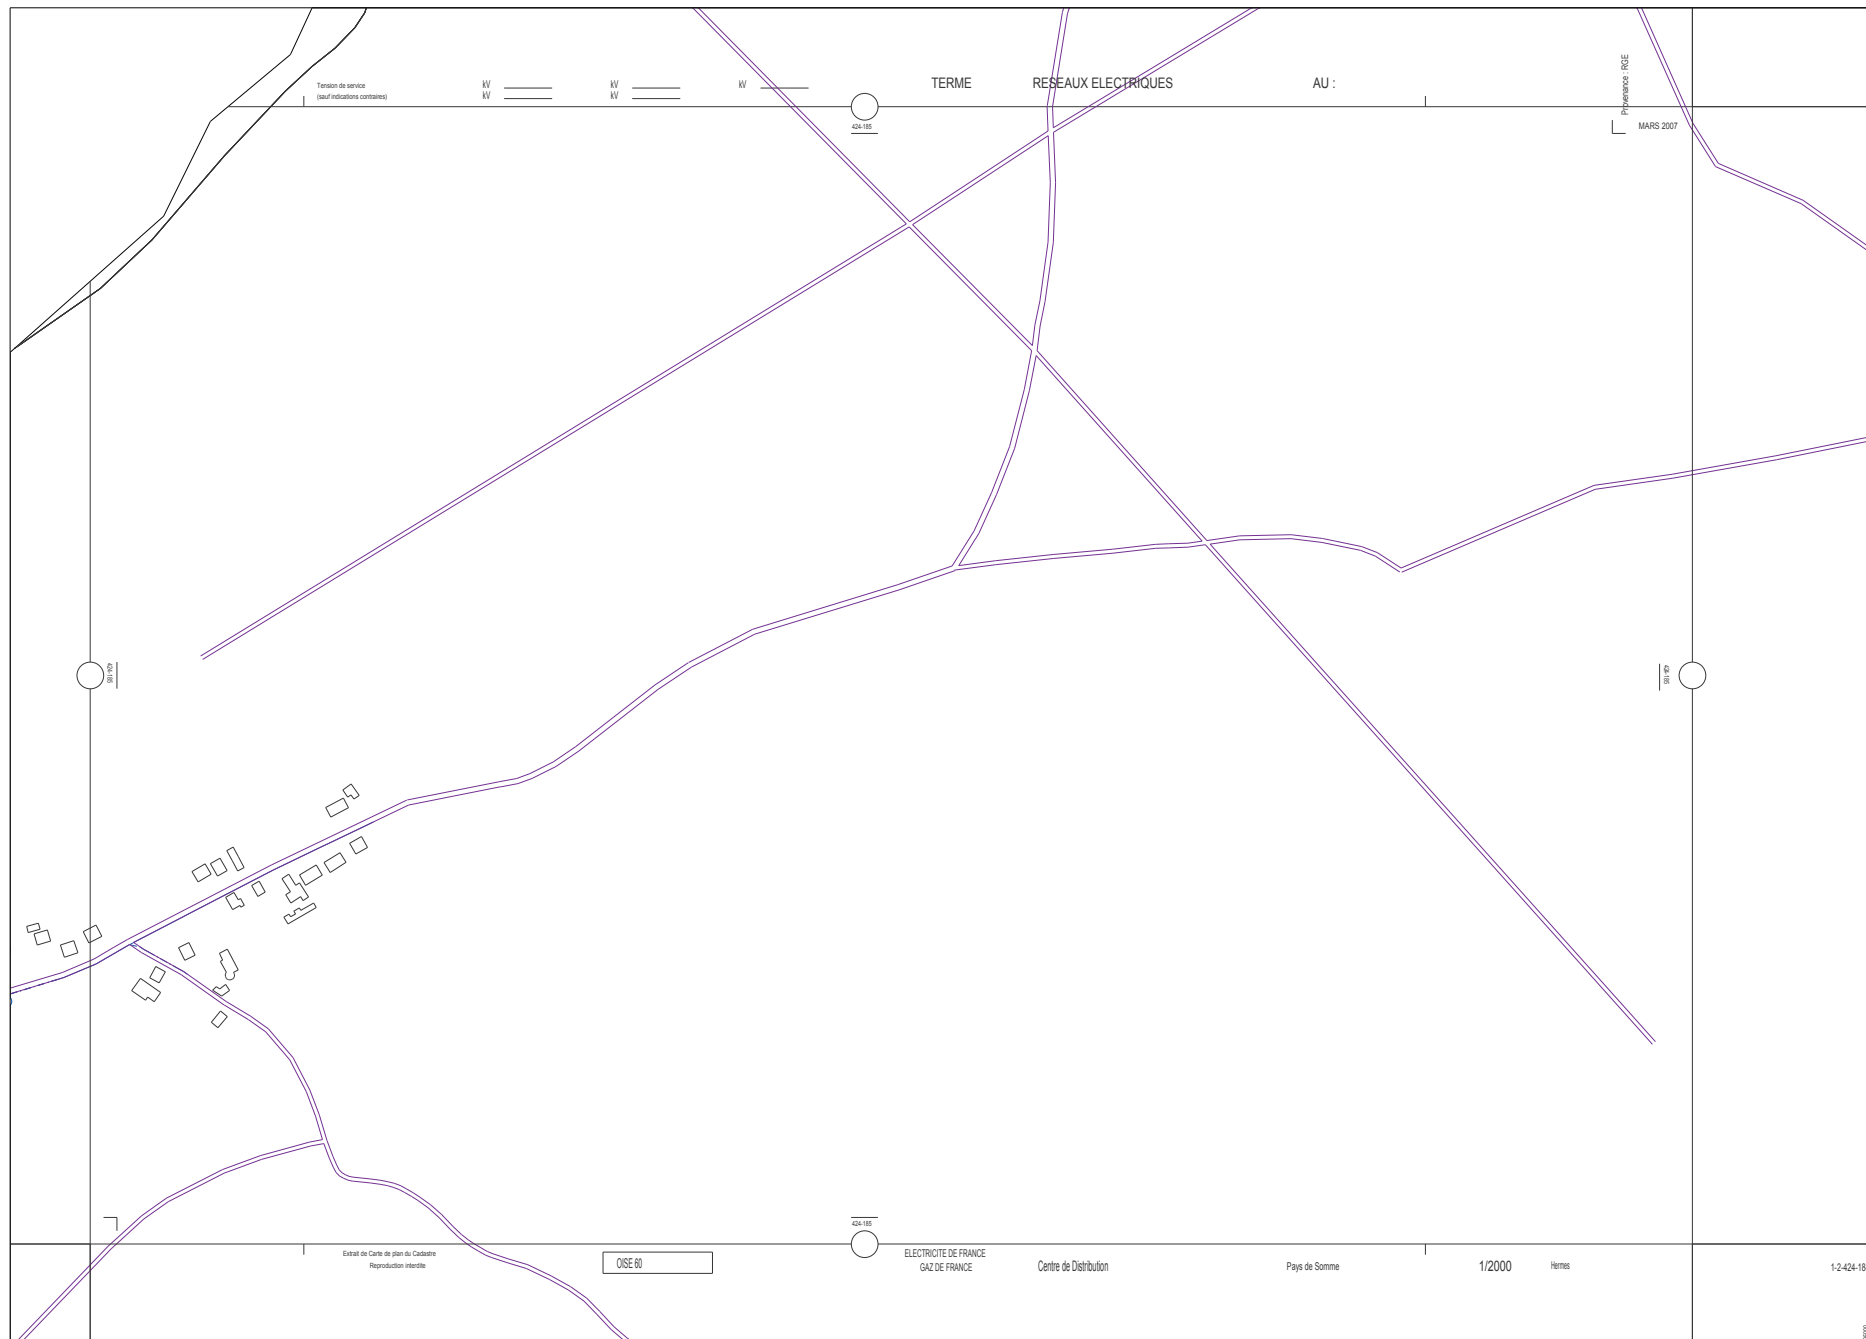 Tension de service
(sauf indications contraires)
kV
kV
kV
kV
kV
TERME
RESEAUX ELECTRIQUES
AU :
Provenance : RGE
MARS 2007
424-185
424-185
424-185
424-185
Extrait de Carte de plan du Cadastre
Reproduction interdite
OISE 60
ELECTRICITE DE FRANCE
GAZ DE FRANCE
Centre de Distribution
Pays de Somme
1/2000
Hermes
1-2-424-18